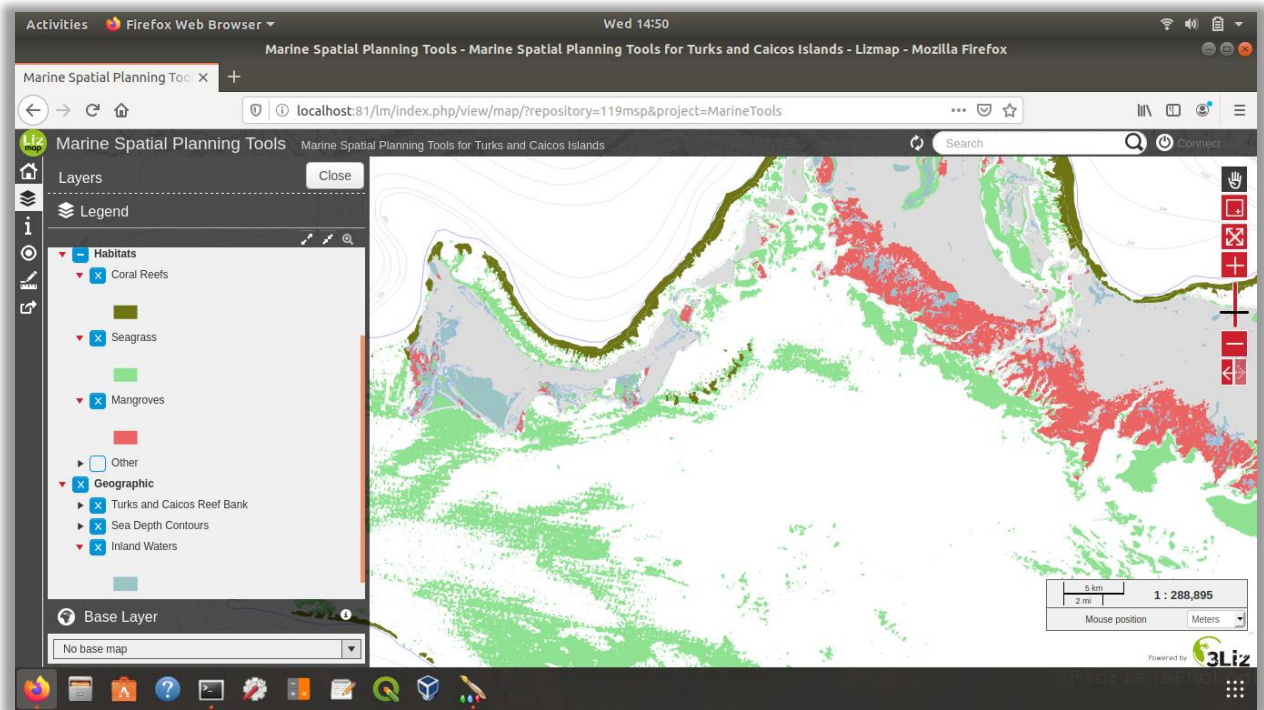 Activities Firefox Web Browser Wed 14:50
Marine Spatial Planning Tools - Marine Spatial Planning Tools for Turks and Caicos Islands - Lizmap - Mozilla Firefox
Marine Spatial Planning Too
localhost:81/lm/index.php/view/map/?repository=119msp&project=MarineTools
Liz map Marine Spatial Planning Tools Marine Spatial Planning Tools for Turks and Caicos Islands Search Connect
Layers Close
Legend
Habitats
Coral Reefs
Seagrass
Mangroves
Other
Geographic
Turks and Caicos Reef Bank
Sea Depth Contours
Inland Waters
Base Layer
No base map
5 km
2 mi
1 : 288,895
Mouse position Meters
Powered by 3Liz